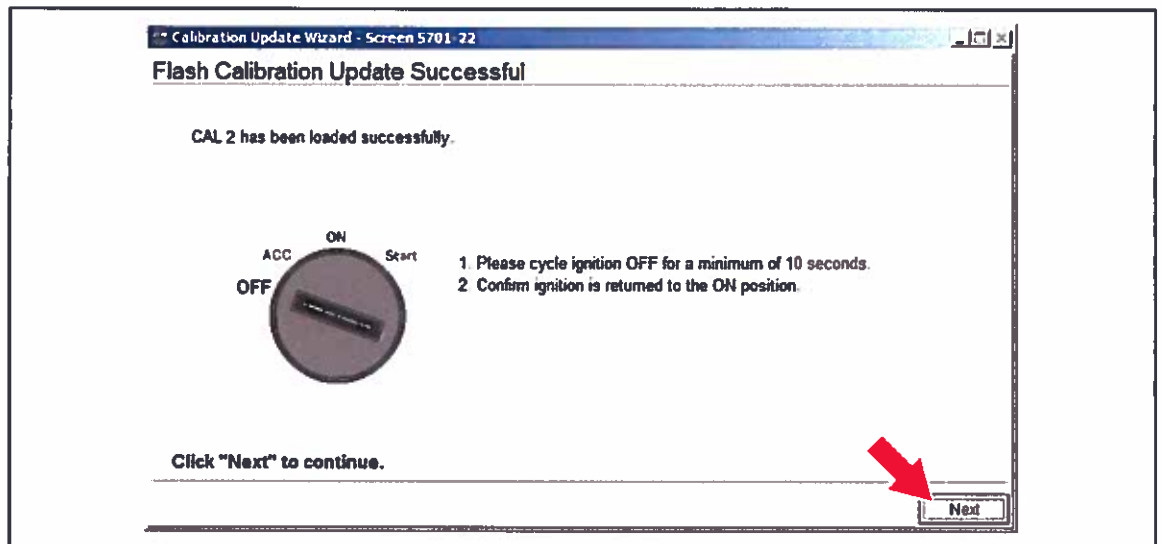 Calibration Update Wizard - Screen 5701-22
Flash Calibration Update Successful
CAL 2 has been loaded successfully.
ON
ACC
Start
OFF
1. Please cycle ignition OFF for a minimum of 10 seconds.
2 Confirm ignition is returned to the ON position.
Click "Next" to continue.
Next